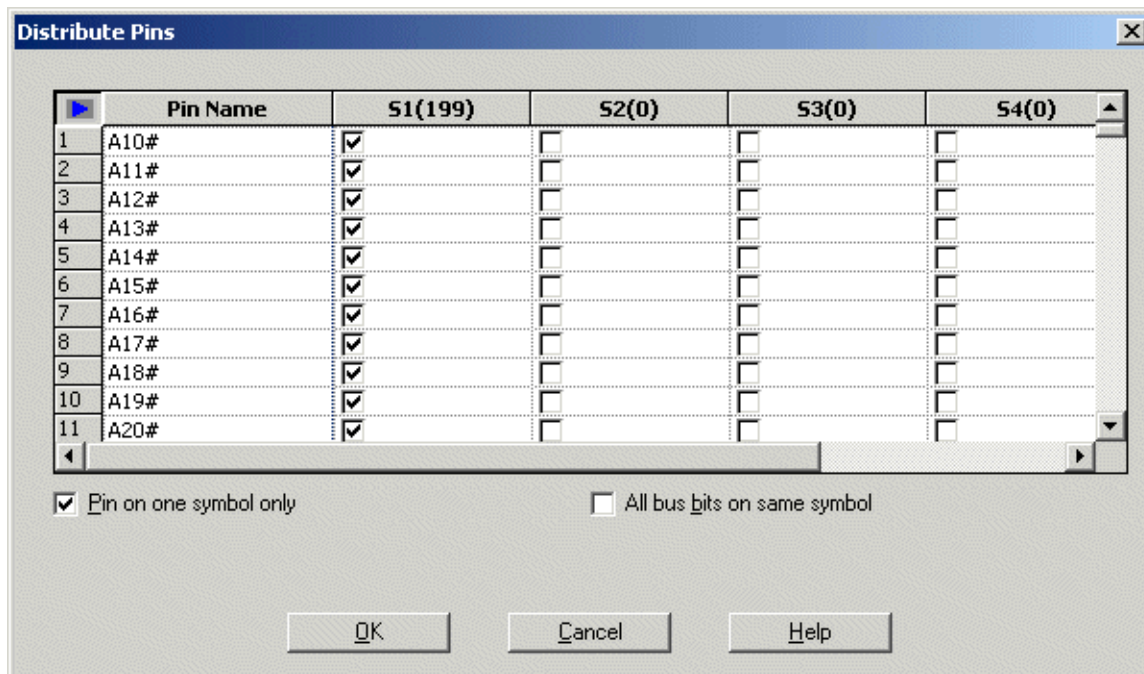 Distribute Pins
Pin Name S1(199) S2(0) S3(0) S4(0)
1 A10#
2 A11#
3 A12#
4 A13#
5 A14#
6 A15#
7 A16#
8 A17#
9 A18#
10 A19#
11 A20#
Pin on one symbol only All bus bits on same symbol
OK Cancel Help